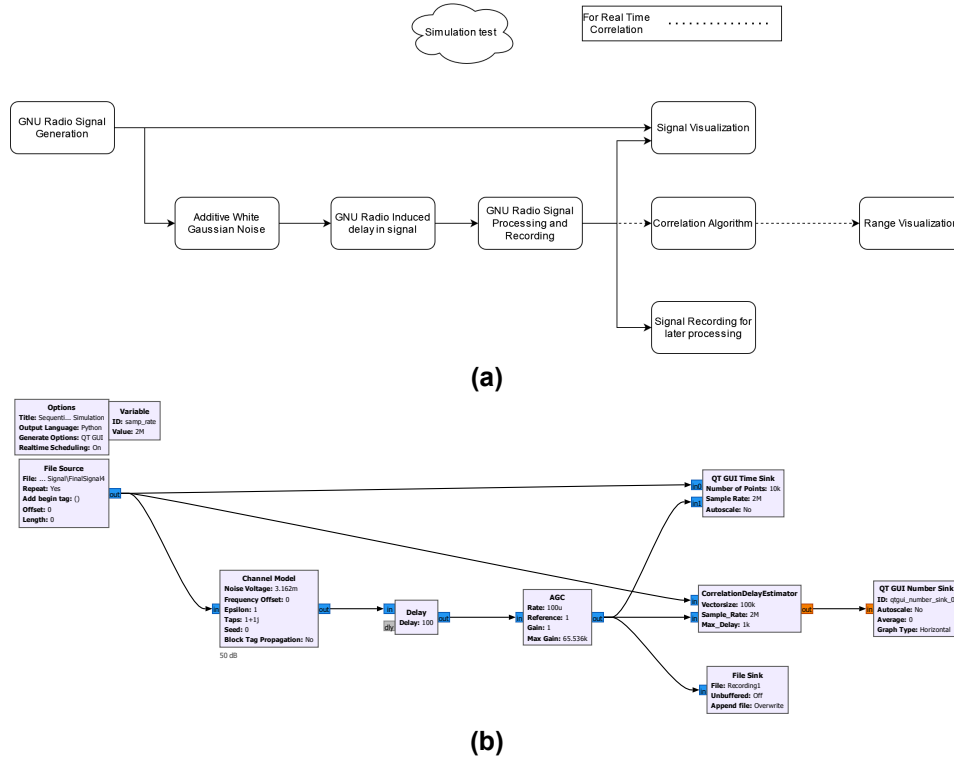 Simulation test
For Real Time
Correlation
GNU Radio Signal
Generation
Signal Visualization
Additive White
Gaussian Noise
GNU Radio Induced
delay in signal
GNU Radio Signal
Processing and
Recording
Correlation Algorithm
Range Visualization
Signal Recording for
later processing
(a)
Options
Title: Sequenti... Simulation
Output Language: Python
Generate Options: QT GUI
Realtime Scheduling: On
Variable
ID: samp_rate
Value: 2M
File Source
File: ... Signal\FinalSignal4
Repeat: Yes
Add begin tag: ()
Offset: 0
Length: 0
out
in0
in1
QT GUI Time Sink
Number of Points: 10k
Sample Rate: 2M
Autoscale: No
in
Channel Model
Noise Voltage: 3.162m
Frequency Offset: 0
Epsilon: 1
Taps: 1+1j
Seed: 0
Block Tag Propagation: No
out
50 dB
in
dly
Delay
Delay: 100
out
in
AGC
Rate: 100u
Reference: 1
Gain: 1
Max Gain: 65.536k
out
in
in
CorrelationDelayEstimator
Vectorsize: 100k
Sample_Rate: 2M
Max_Delay: 1k
out
in
QT GUI Number Sink
ID: qtgui_number_sink_0
Autoscale: No
Average: 0
Graph Type: Horizontal
in
File Sink
File: Recording1
Unbuffered: Off
Append file: Overwrite
(b)